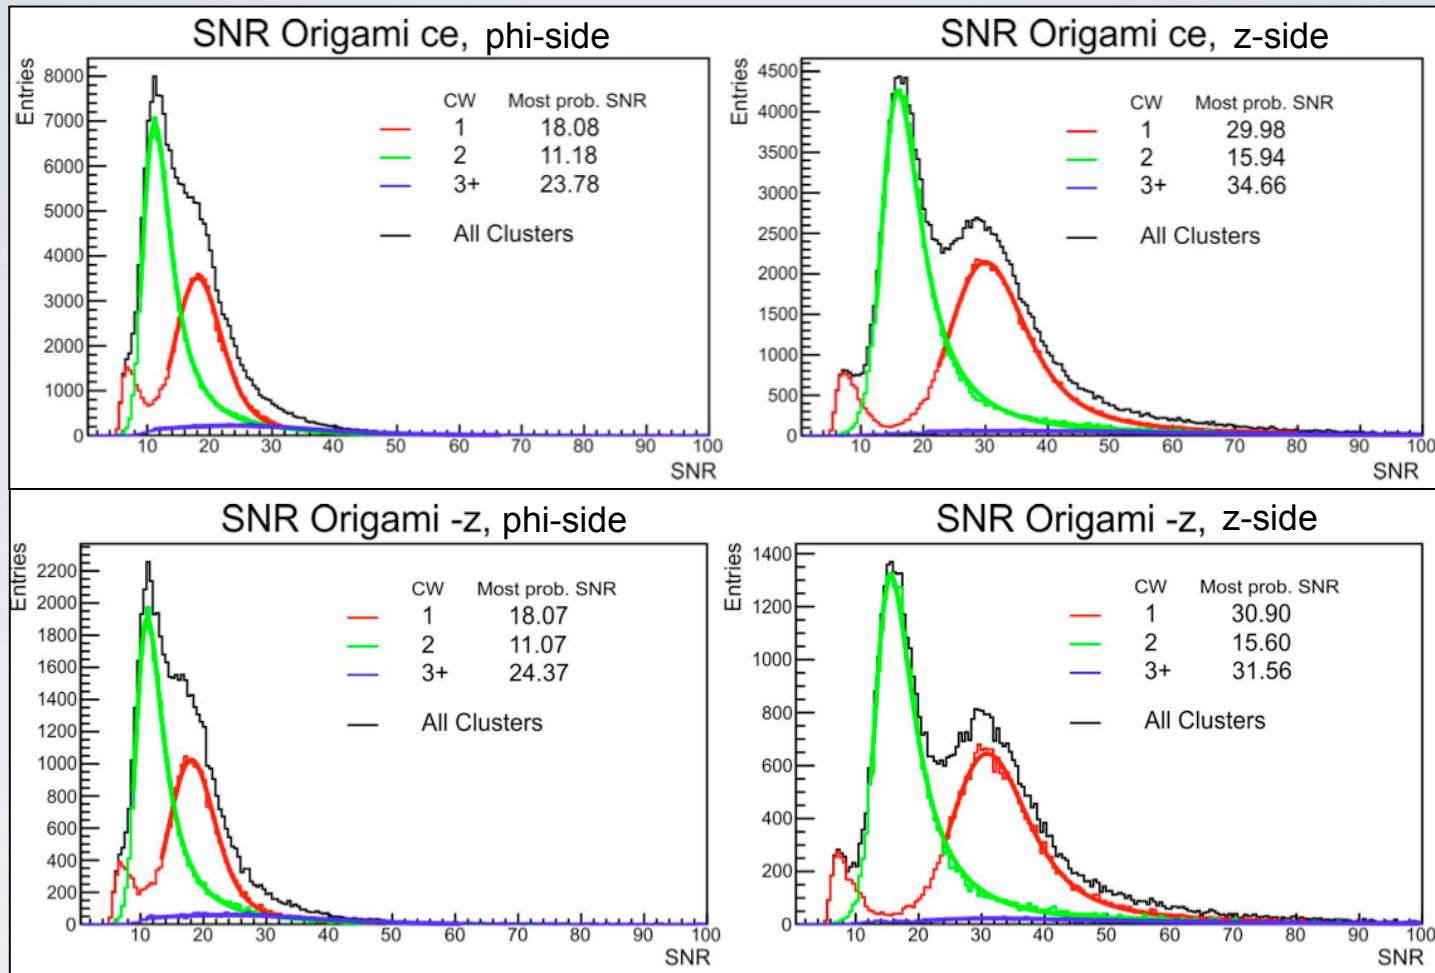 SNR Origami ce, phi-side
Entries
8000
7000
6000
5000
4000
3000
2000
1000
0
CW Most prob. SNR
1 18.08
2 11.18
3+ 23.78
All Clusters
10 20 30 40 50 60 70 80 90 100
SNR
SNR Origami ce, z-side
Entries
4500
4000
3500
3000
2500
2000
1500
1000
500
0
CW Most prob. SNR
1 29.98
2 15.94
3+ 34.66
All Clusters
10 20 30 40 50 60 70 80 90 100
SNR
SNR Origami -z, phi-side
Entries
2200
2000
1800
1600
1400
1200
1000
800
600
400
200
0
CW Most prob. SNR
1 18.07
2 11.07
3+ 24.37
All Clusters
10 20 30 40 50 60 70 80 90 100
SNR
SNR Origami -z, z-side
Entries
1400
1200
1000
800
600
400
200
0
CW Most prob. SNR
1 30.90
2 15.60
3+ 31.56
All Clusters
10 20 30 40 50 60 70 80 90 100
SNR